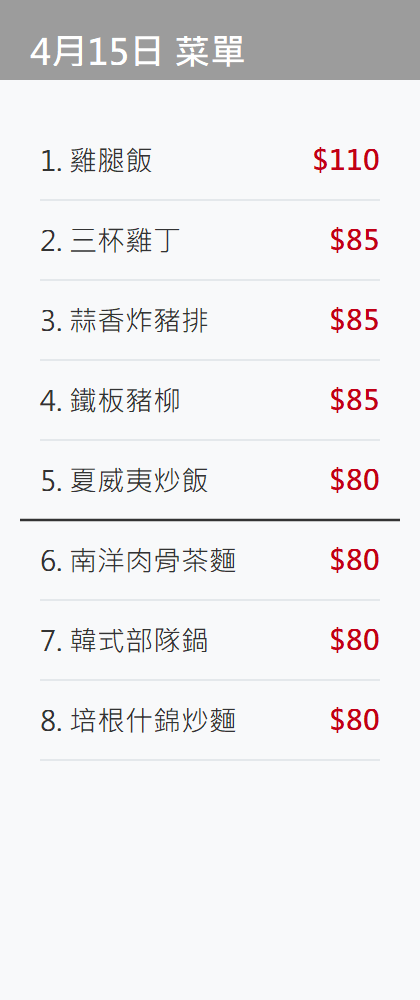 4月15日 菜單
1. 雞腿飯 $110
2. 三杯雞丁 $85
3. 蒜香炸豬排 $85
4. 鐵板豬柳 $85
5. 夏威夷炒飯 $80
6. 南洋肉骨茶麵 $80
7. 韓式部隊鍋 $80
8. 培根什錦炒麵 $80